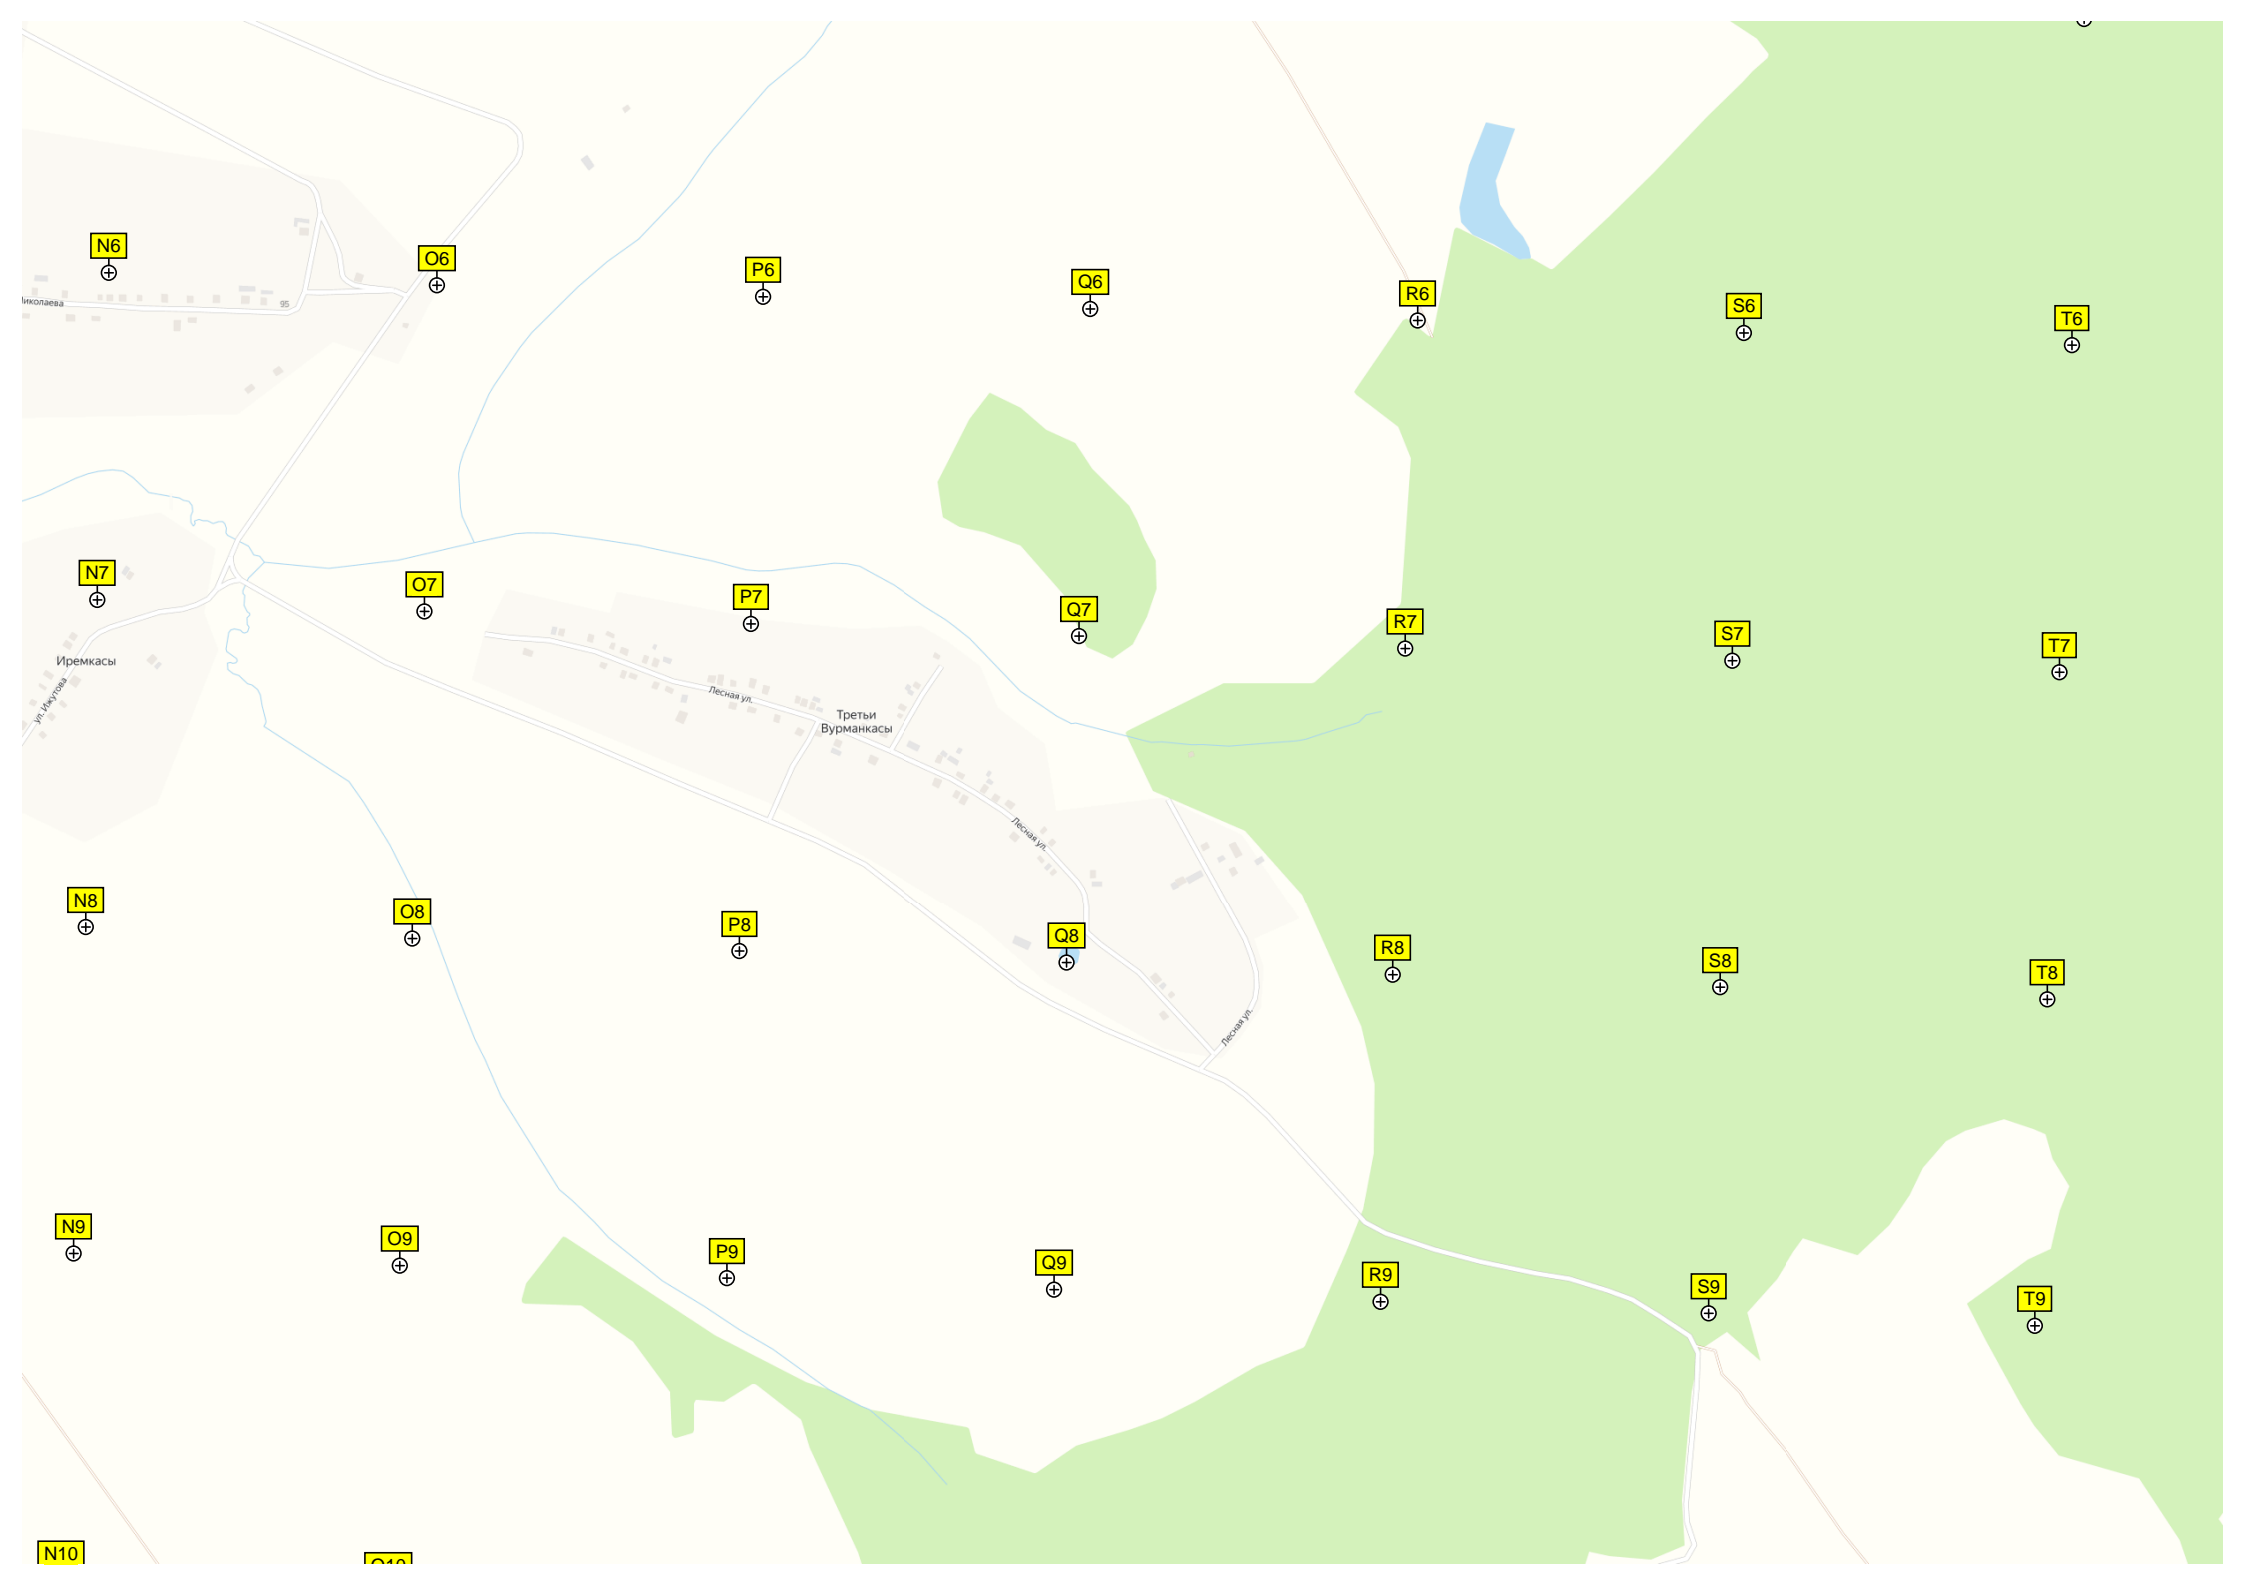 N6
O6
P6
Q6
R6
S6
T6
95
Николаева
N7
O7
P7
Q7
R7
S7
T7
Иремкасы
ул. Ижутова
Лесная ул.
Третьи
Вурманкасы
Лесная ул.
N8
O8
P8
Q8
R8
S8
T8
Лесная ул.
N9
O9
P9
Q9
R9
S9
T9
N10
O10